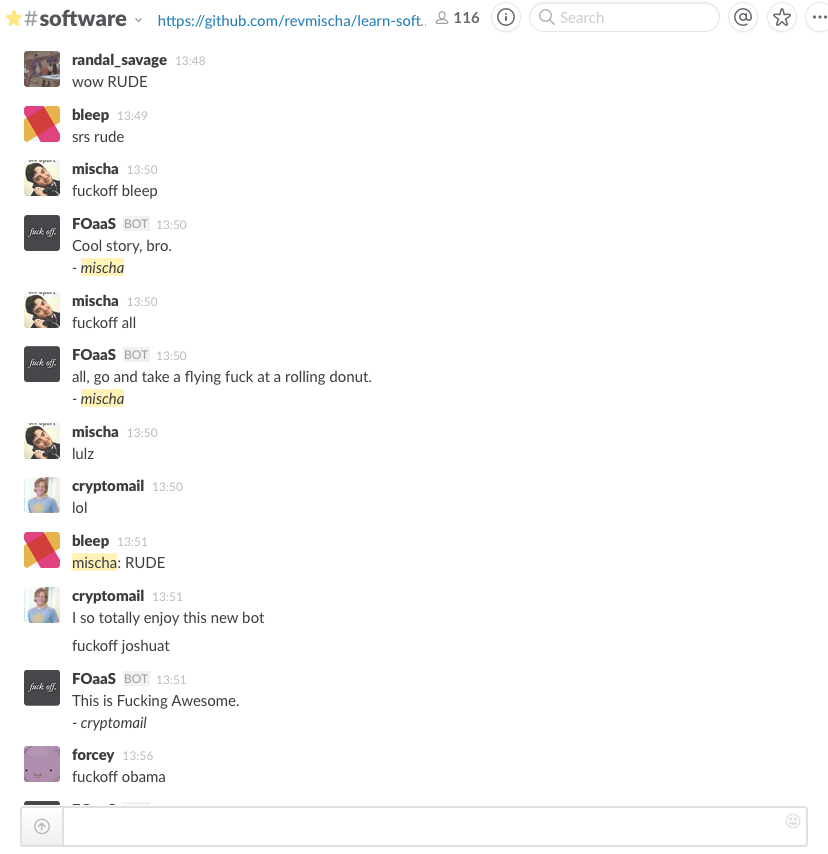 #software https://github.com/revmischa/learn-soft.. 116 Search
randal_savage 13:48
wow RUDE
bleep 13:49
srs rude
mischa 13:50
fuckoff bleep
fuck off.
FOaaS BOT 13:50
Cool story, bro.
- mischa
mischa 13:50
fuckoff all
fuck off.
FOaaS BOT 13:50
all, go and take a flying fuck at a rolling donut.
- mischa
mischa 13:50
lulz
cryptomail 13:50
lol
bleep 13:51
mischa: RUDE
cryptomail 13:51
I so totally enjoy this new bot
fuckoff joshuat
fuck off.
FOaaS BOT 13:51
This is Fucking Awesome.
- cryptomail
forcey 13:56
fuckoff obama